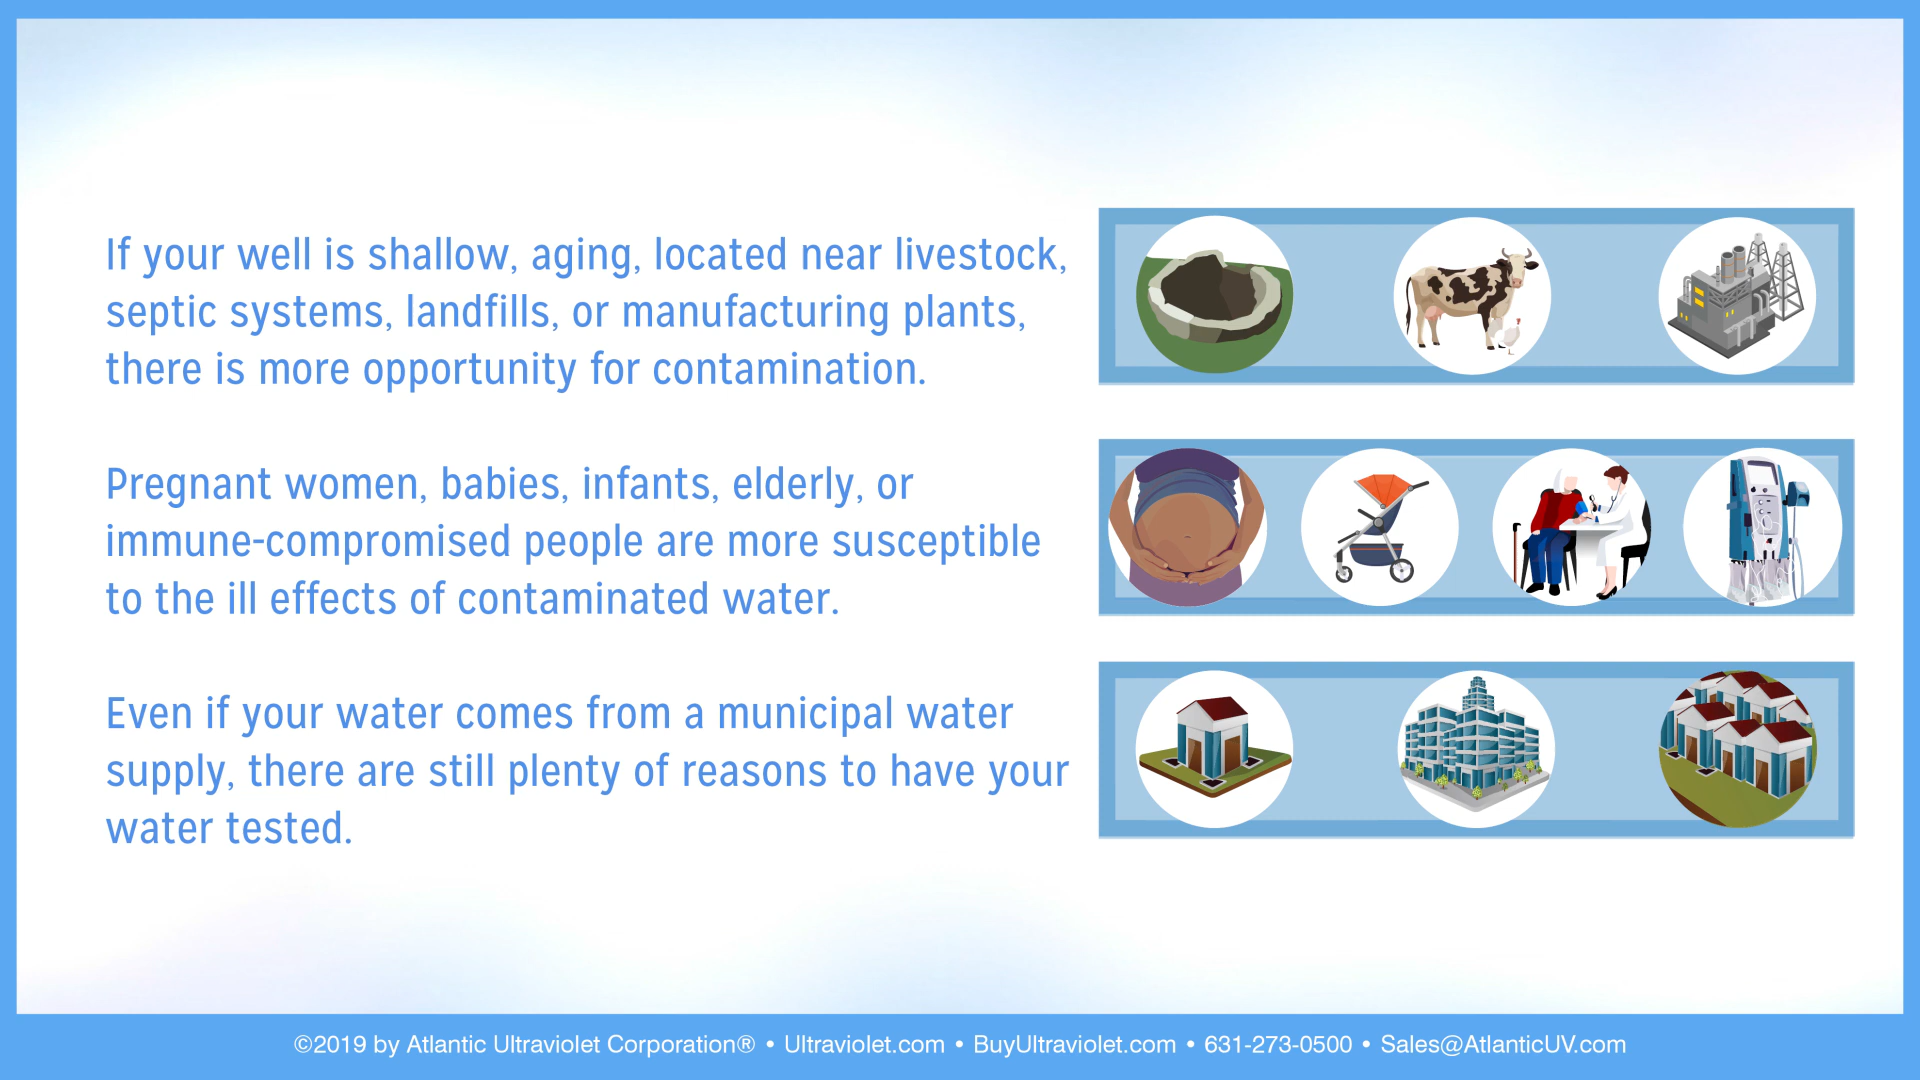 If your well is shallow, aging, located near livestock,
septic systems, landfills, or manufacturing plants,
there is more opportunity for contamination.
Pregnant women, babies, infants, elderly, or
immune-compromised people are more susceptible
to the ill effects of contaminated water.
Even if your water comes from a municipal water
supply, there are still plenty of reasons to have your
water tested.
©2019 by Atlantic Ultraviolet Corporation® • Ultraviolet.com • BuyUltraviolet.com • 631-273-0500 • Sales@AtlanticUV.com